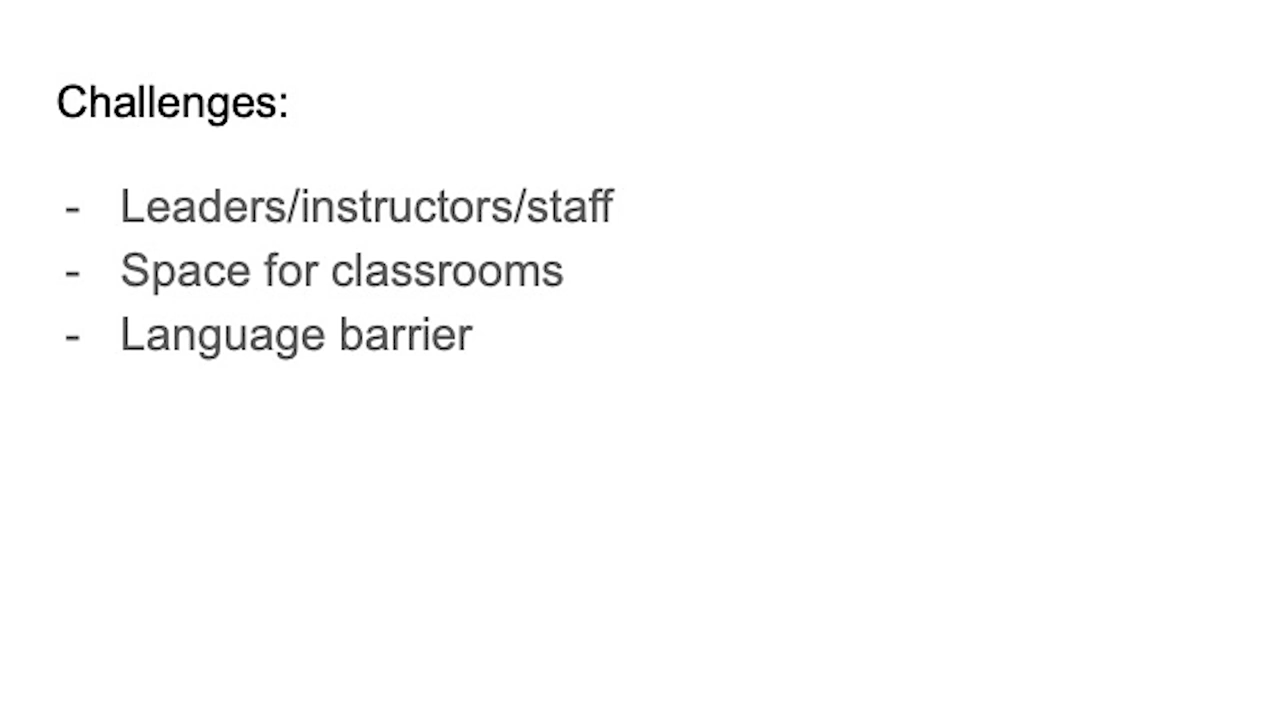 Challenges:
- Leaders/instructors/staff
- Space for classrooms
- Language barrier